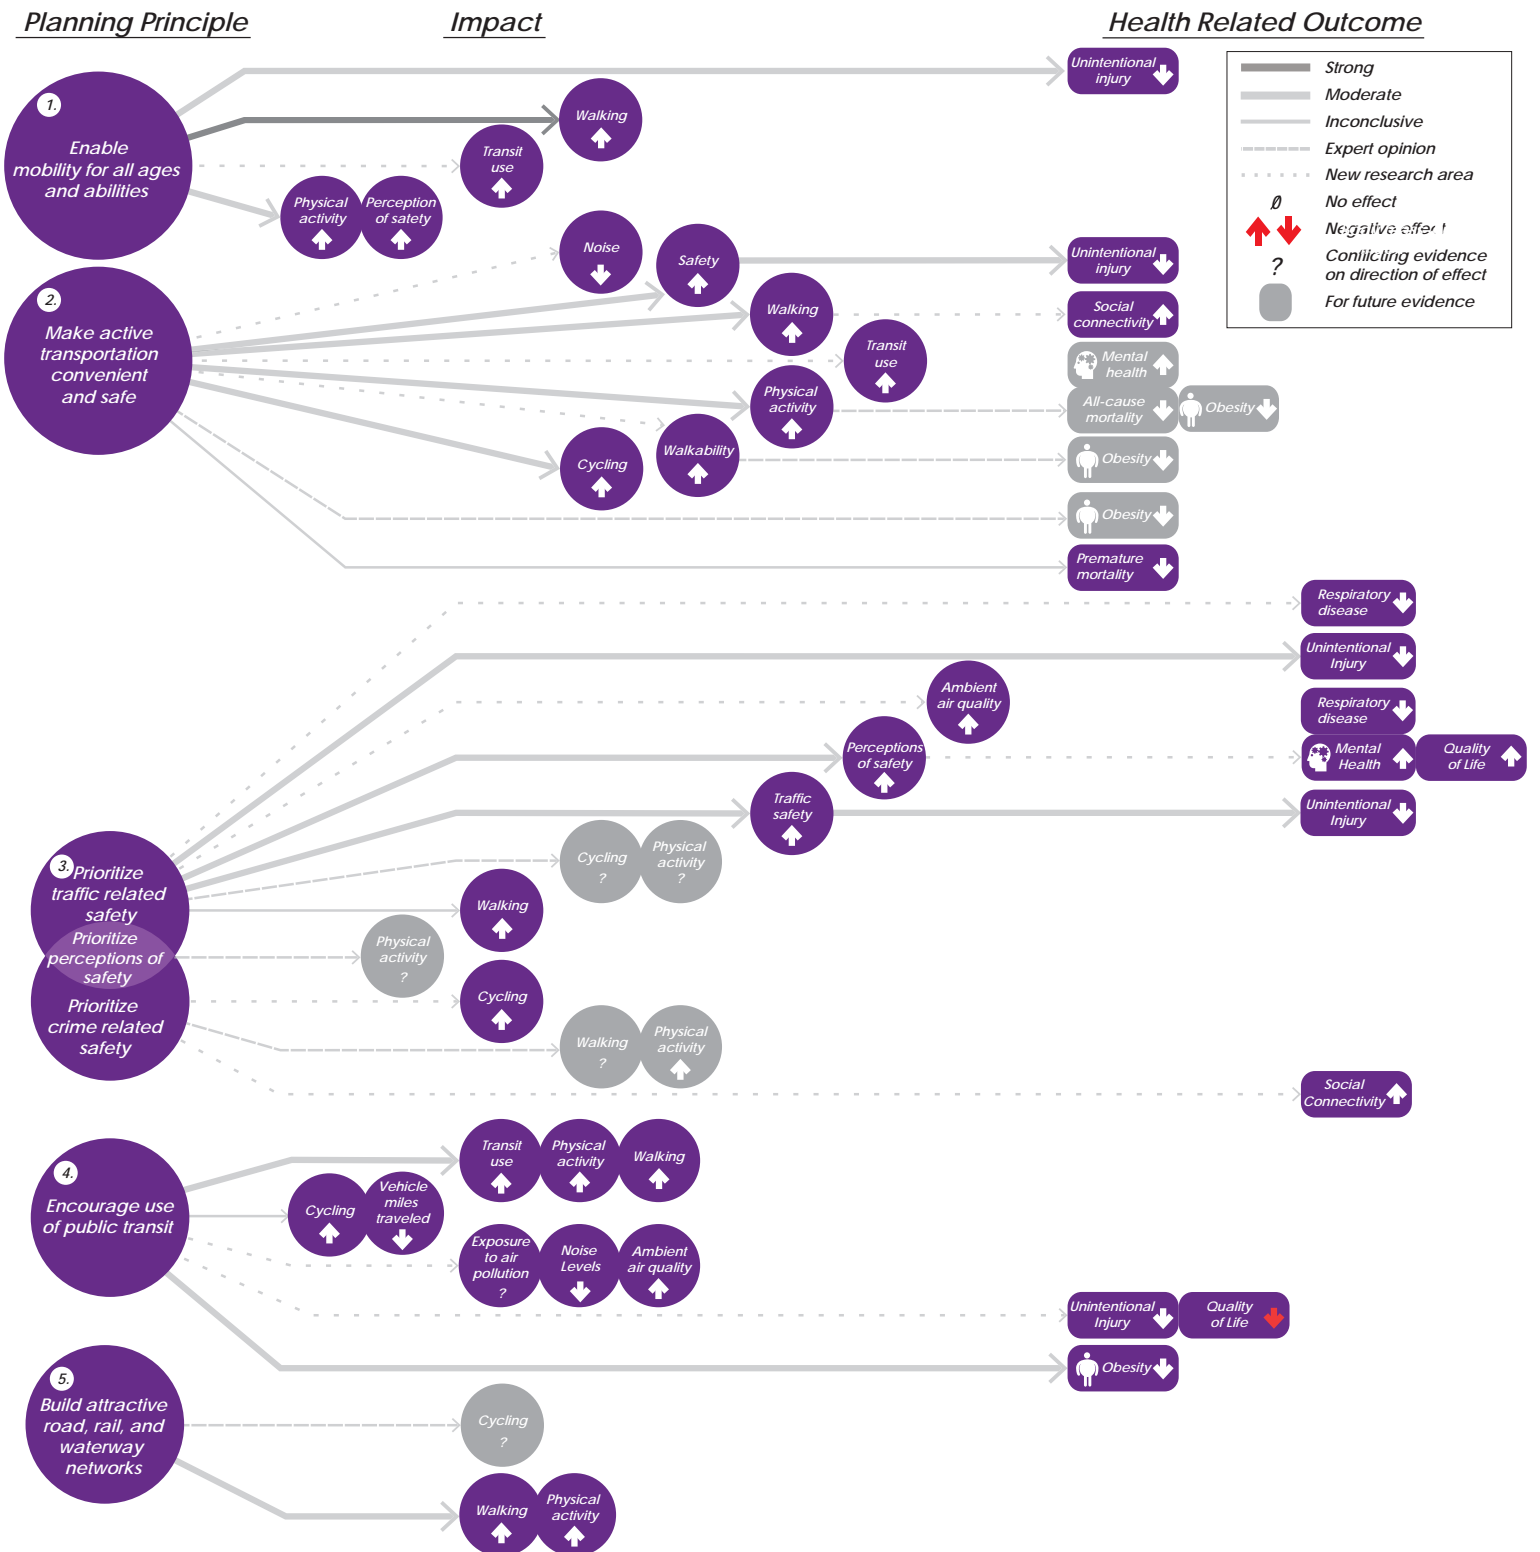 Planning Principle
Impact
Health Related Outcome
Strong
Moderate
Inconclusive
Expert opinion
New research area
Ø No effect
Negative effect
? Conflicting evidence
on direction of effect
For future evidence
1.
Enable
mobility for all ages
and abilities
Unintentional
injury
Walking
Transit
use
Physical
activity
Perception
of satety
2.
Make active
transportation
convenient
and safe
Noise
Safety
Unintentional
injury
Walking
Social
connectivity
Transit
use
Mental
health
Physical
activity
All-cause
mortality
Obesity
Walkability
Obesity
Cycling
Obesity
Premature
mortality
Respiratory
disease
Unintentional
Injury
Ambient
air quality
Respiratory
disease
Perceptions
of safety
Mental
Health
Quality
of Life
Traffic
safety
Unintentional
Injury
3.
Prioritize
traffic related
safety
Prioritize
perceptions of
safety
Prioritize
crime related
safety
Cycling
?
Physical
activity
?
Walking
Physical
activity
?
Cycling
Walking
?
Physical
activity
Social
Connectivity
4.
Encourage use
of public transit
Transit
use
Physical
activity
Walking
Cycling
Vehicle
miles
traveled
Exposure
to air
pollution
?
Noise
Levels
Ambient
air quality
Unintentional
Injury
Quality
of Life
Obesity
5.
Build attractive
road, rail, and
waterway
networks
Cycling
?
Walking
Physical
activity